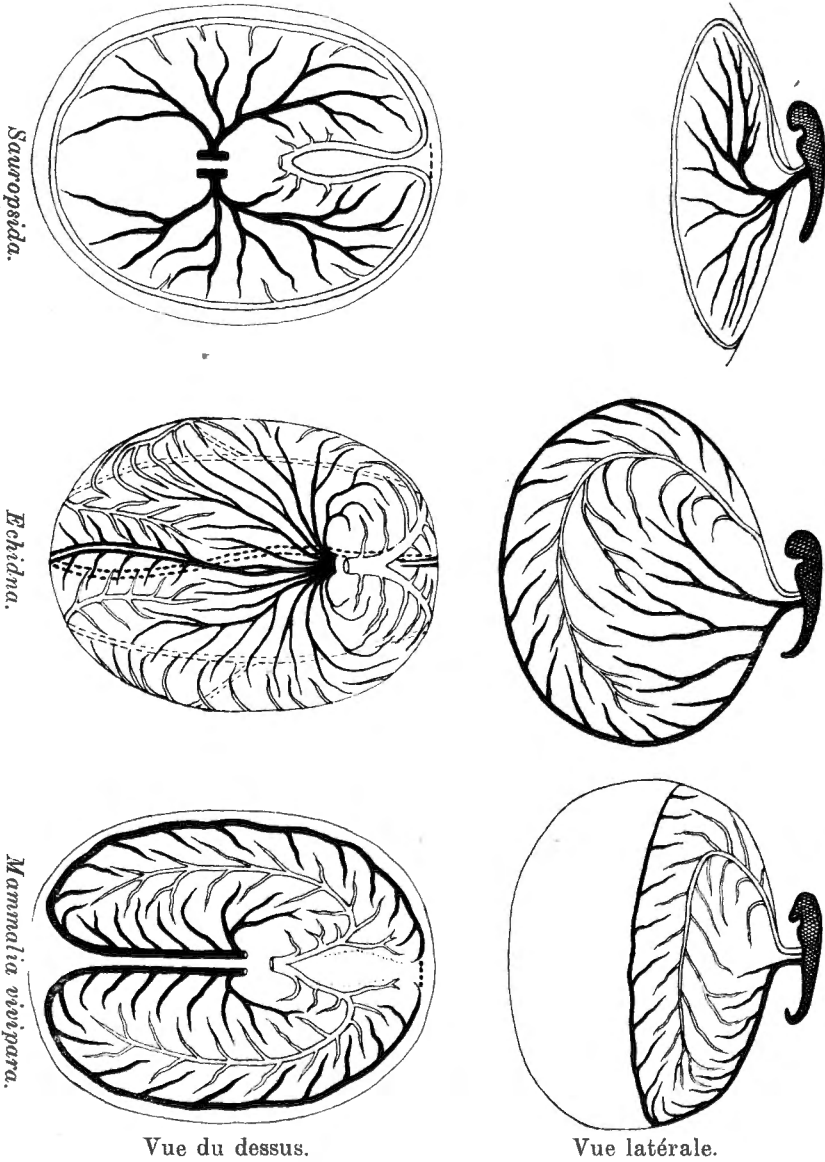 Sauropsida.
Echidna.
Mammalia vivipara.
Vue du dessus.
Vue latérale.